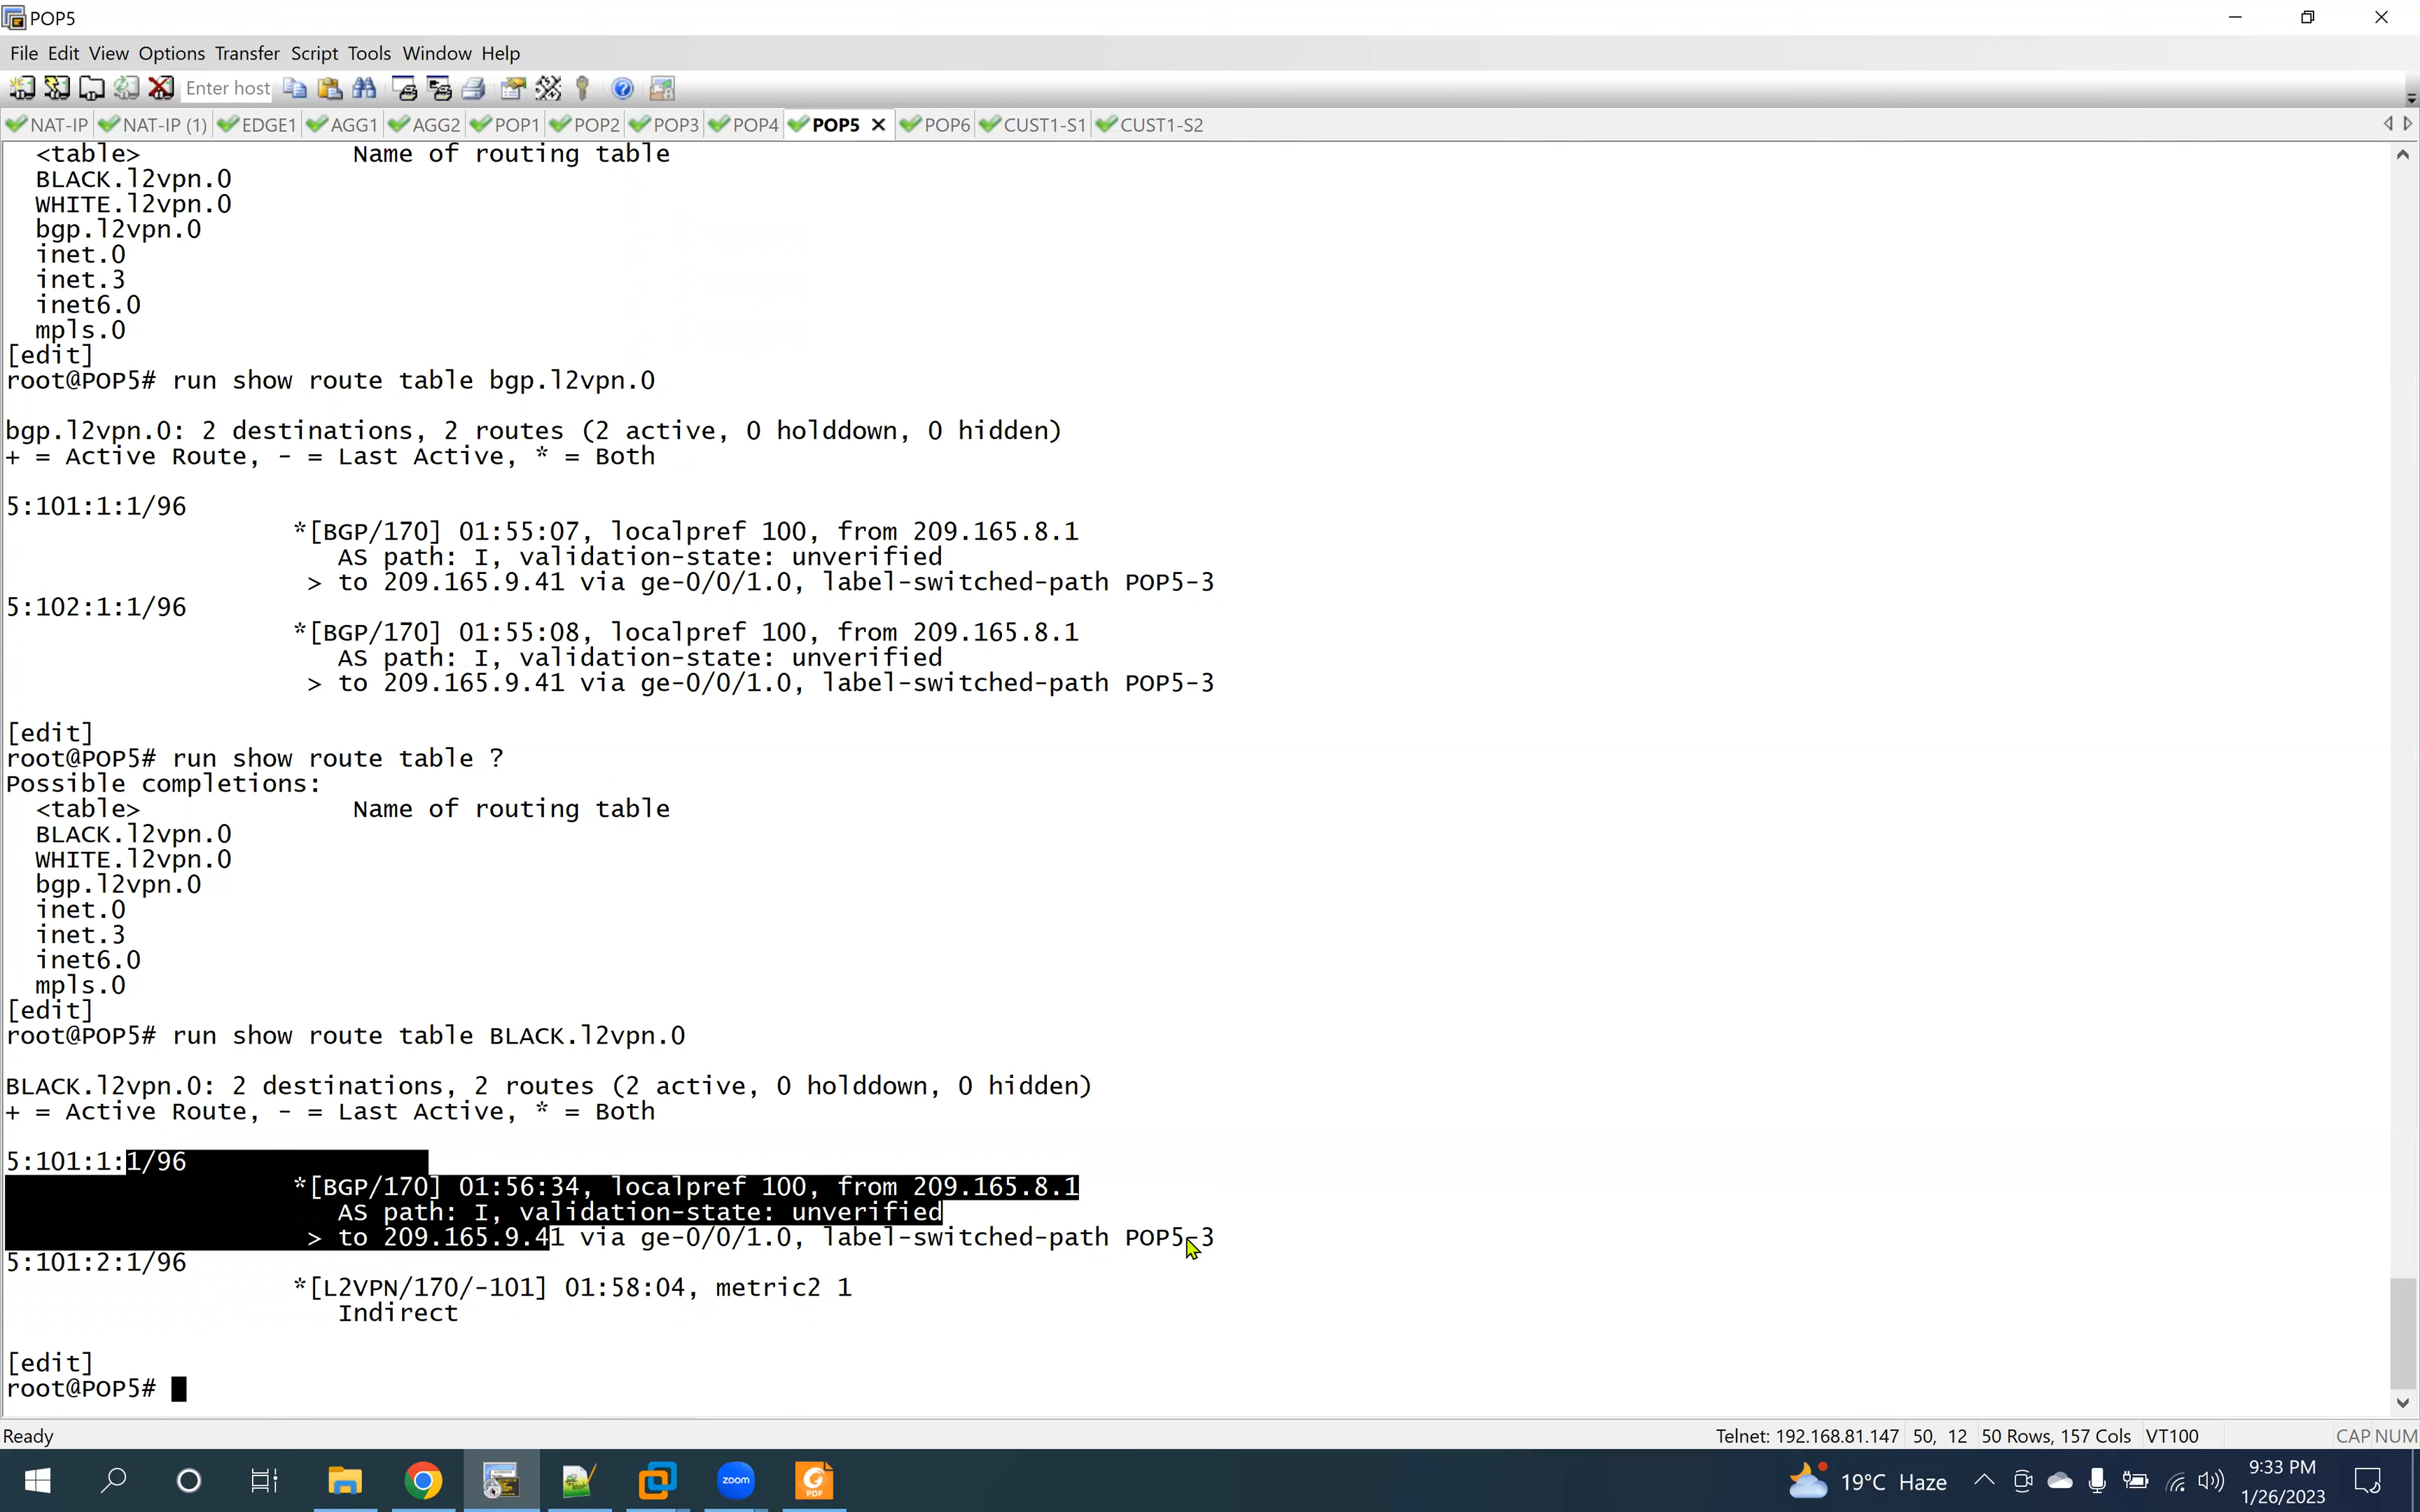 POP5
File Edit View Options Transfer Script Tools Window Help
Enter host
NAT-IP NAT-IP (1) EDGE1 AGG1 AGG2 POP1 POP2 POP3 POP4 POP5 POP6 CUST1-S1 CUST1-S2
<table> Name of routing table
BLACK.l2vpn.0
WHITE.l2vpn.0
bgp.l2vpn.0
inet.0
inet.3
inet6.0
mpls.0
[edit]
root@POP5# run show route table bgp.l2vpn.0
bgp.l2vpn.0: 2 destinations, 2 routes (2 active, 0 holddown, 0 hidden)
+ = Active Route, - = Last Active, * = Both
5:101:1:1/96
*[BGP/170] 01:55:07, localpref 100, from 209.165.8.1
AS path: I, validation-state: unverified
> to 209.165.9.41 via ge-0/0/1.0, label-switched-path POP5-3
5:102:1:1/96
*[BGP/170] 01:55:08, localpref 100, from 209.165.8.1
AS path: I, validation-state: unverified
> to 209.165.9.41 via ge-0/0/1.0, label-switched-path POP5-3
[edit]
root@POP5# run show route table ?
Possible completions:
<table> Name of routing table
BLACK.l2vpn.0
WHITE.l2vpn.0
bgp.l2vpn.0
inet.0
inet.3
inet6.0
mpls.0
[edit]
root@POP5# run show route table BLACK.l2vpn.0
BLACK.l2vpn.0: 2 destinations, 2 routes (2 active, 0 holddown, 0 hidden)
+ = Active Route, - = Last Active, * = Both
5:101:1:1/96
*[BGP/170] 01:56:34, localpref 100, from 209.165.8.1
AS path: I, validation-state: unverified
> to 209.165.9.41 via ge-0/0/1.0, label-switched-path POP5-3
5:101:2:1/96
*[L2VPN/170/-101] 01:58:04, metric2 1
Indirect
[edit]
root@POP5#
Ready Telnet: 192.168.81.147 50, 12 50 Rows, 157 Cols VT100 CAP NUM
zoom
PDF
19°C Haze
9:33 PM
1/26/2023